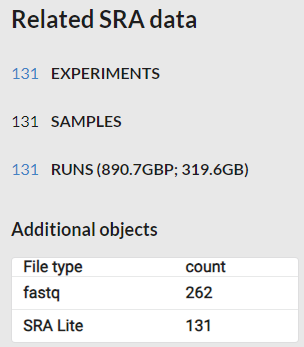 Related SRA data
131 EXPERIMENTS
131 SAMPLES
131 RUNS (890.7GBP; 319.6GB)
Additional objects
File type count
fastq 262
SRA Lite 131